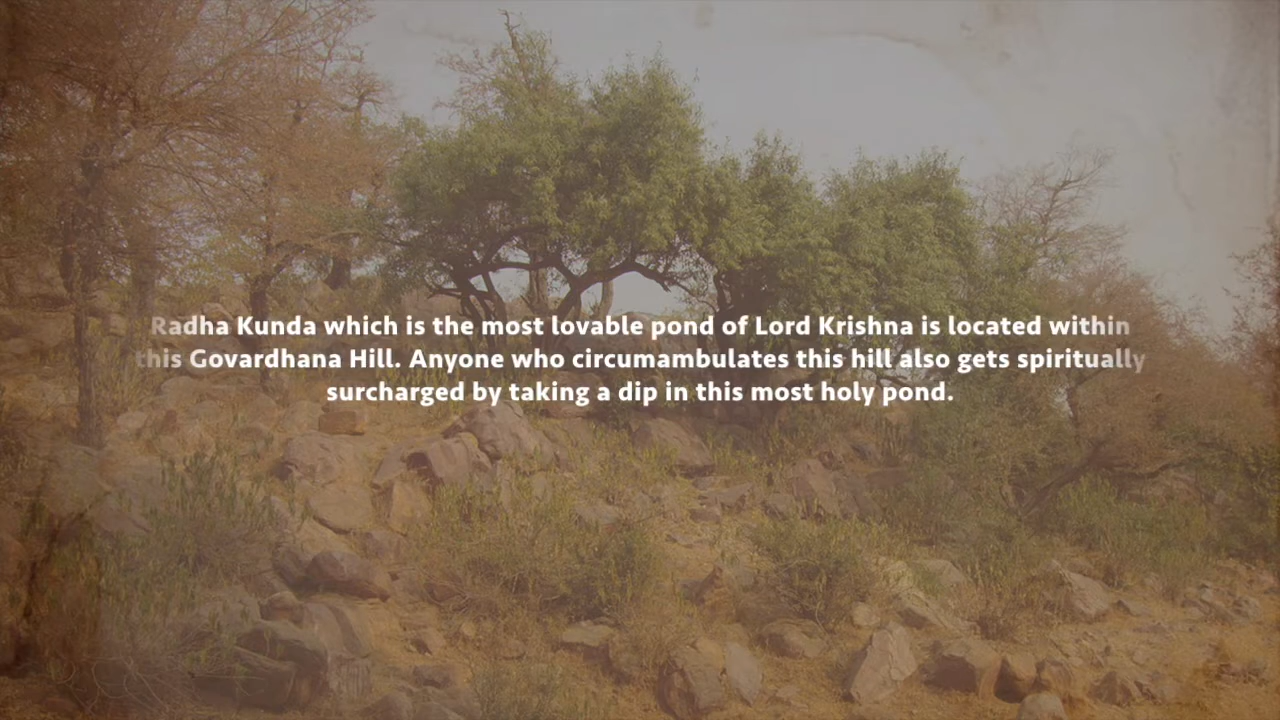 Radha Kunda which is the most lovable pond of Lord Krishna is located within
this Govardhana Hill. Anyone who circumambulates this hill also gets spiritually
surcharged by taking a dip in this most holy pond.